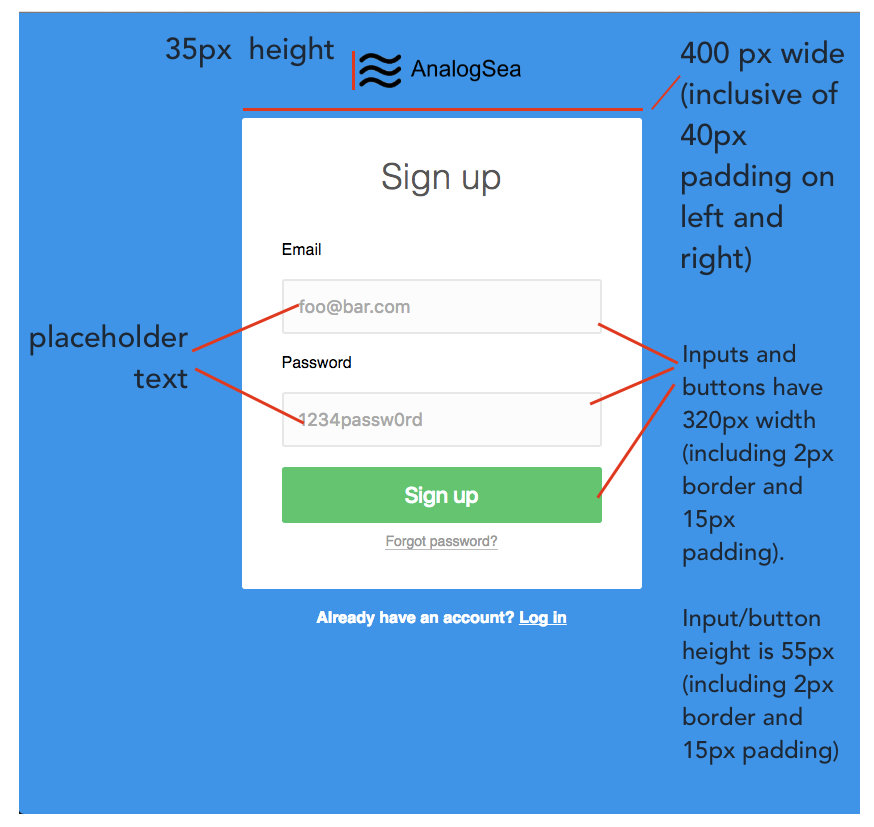 35px height
AnalogSea
400 px wide
(inclusive of
40px
padding on
left and
right)
Sign up
Email
foo@bar.com
placeholder
text
Password
1234passw0rd
Inputs and
buttons have
320px width
(including 2px
border and
15px
padding).
Sign up
Forgot password?
Already have an account? Log in
Input/button
height is 55px
(including 2px
border and
15px padding)